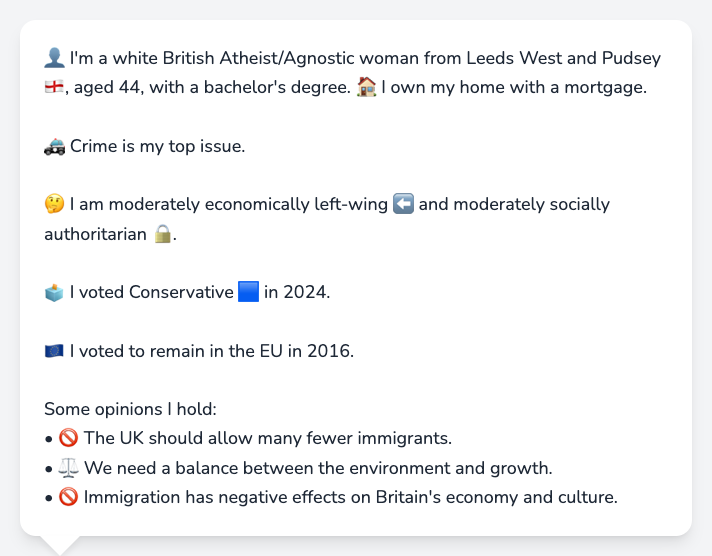 👤 I'm a white British Atheist/Agnostic woman from Leeds West and Pudsey
🏴󠁧󠁢󠁥󠁮󠁧󠁿, aged 44, with a bachelor's degree. 🏠 I own my home with a mortgage.
🚓 Crime is my top issue.
🤔 I am moderately economically left-wing ⬅️ and moderately socially
authoritarian 🔒.
🗳️ I voted Conservative 🟦 in 2024.
🇪🇺 I voted to remain in the EU in 2016.
Some opinions I hold:
• 🚫 The UK should allow many fewer immigrants.
• ⚖️ We need a balance between the environment and growth.
• 🚫 Immigration has negative effects on Britain's economy and culture.